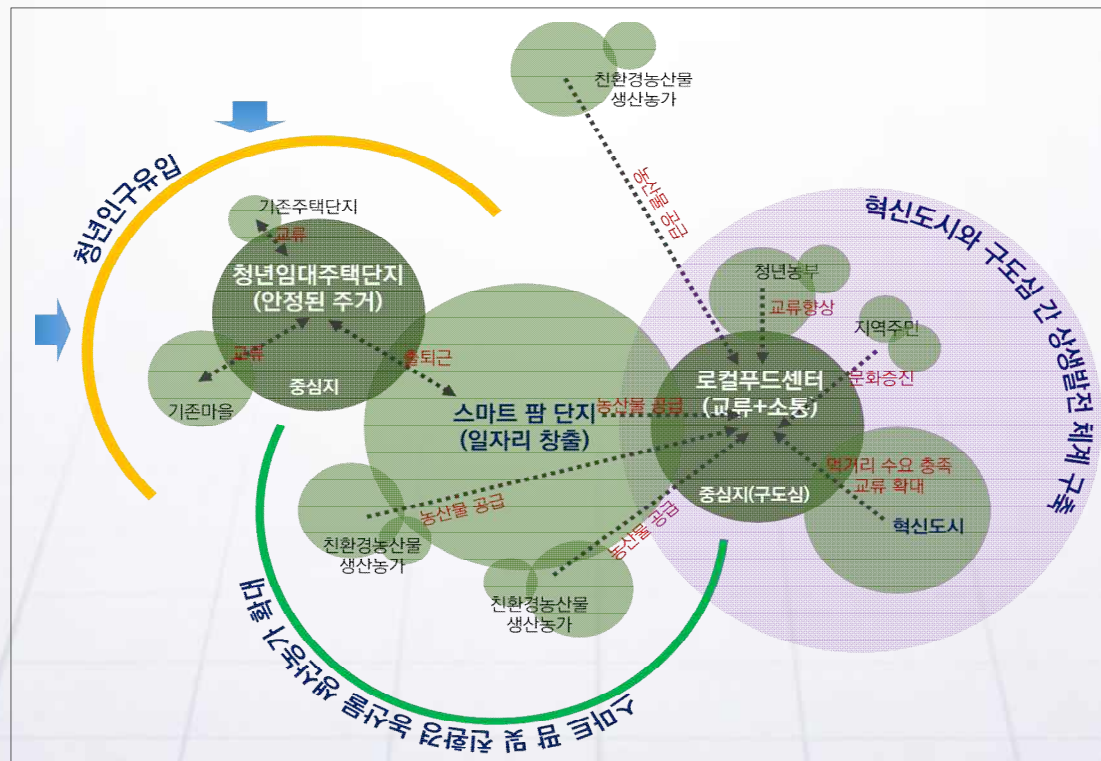 친환경농산물
생산농가
농산물 공급
청년인구유입
기존주택단지
교류
청년임대주택단지
(안정된 주거)
중심지
교류
기존마을
출퇴근
스마트 팜 단지
(일자리 창출)
농산물 공급
혁신도시와 구도심 간 상생발전 체계 구축
청년농부
교류향상
지역주민
문화증진
로컬푸드센터
(교류+소통)
중심지(구도심)
먹거리 수요 충족
교류 확대
혁신도시
농산물 공급
친환경농산물
생산농가
농산물 공급
친환경농산물
생산농가
스마트 팜 및 친환경 농산물 생산농가 확대